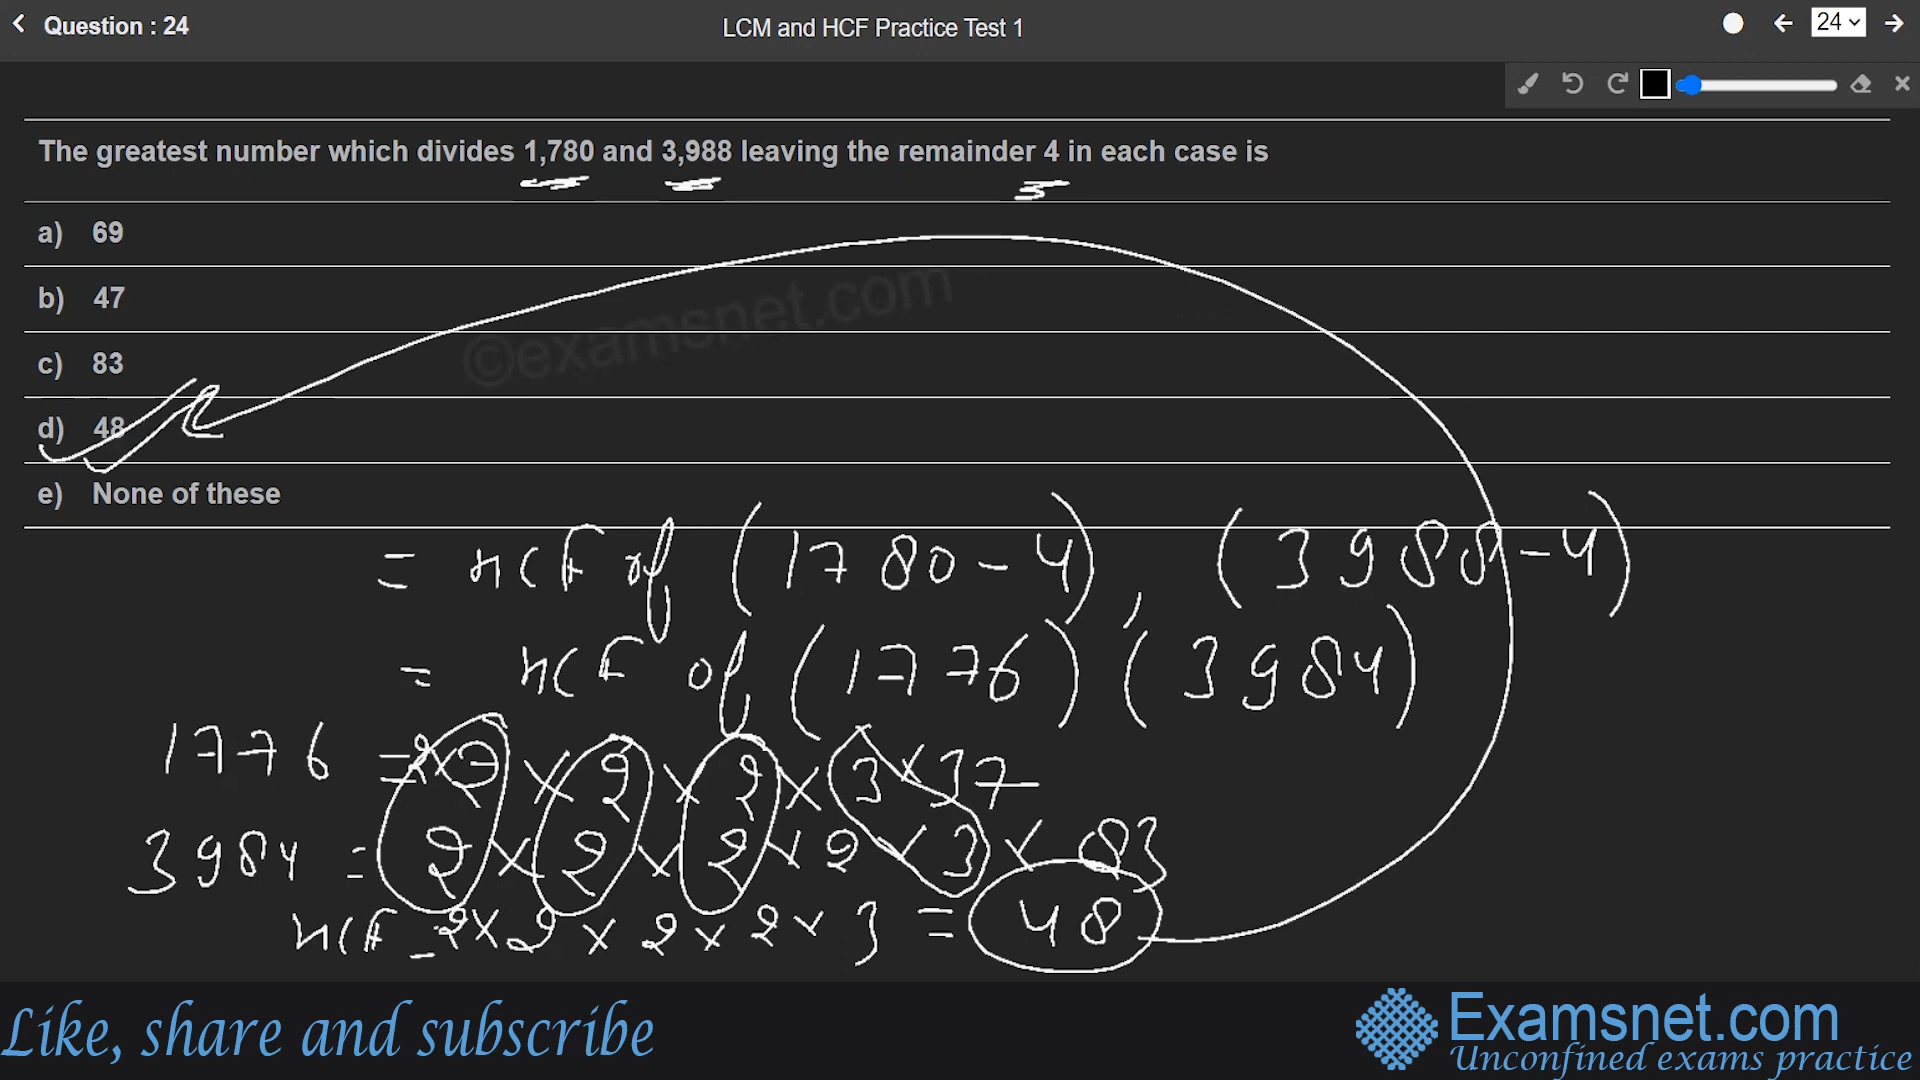 Question : 24
LCM and HCF Practice Test 1
24
The greatest number which divides 1,780 and 3,988 leaving the remainder 4 in each case is
a) 69
b) 47
c) 83
d) 48
e) None of these
©examsnet.com
= HCF of (1780-4), (3988-4)
= HCF of (1776) (3984)
1776 = 2×2×2×2×3×37
3984 = 2×2×2×2×3×83
HCF = 2×2×2×2×3 = 48
Like, share and subscribe
Examsnet.com
Unconfined exams practice